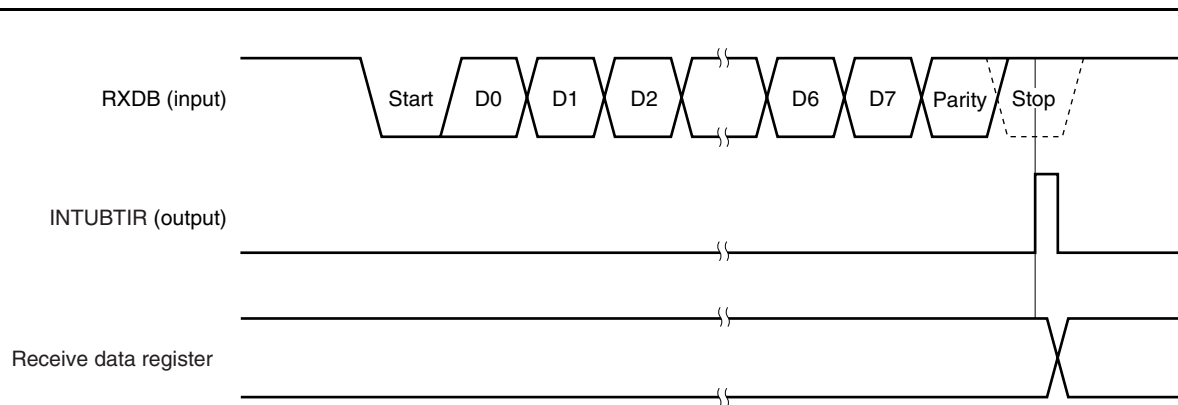 RXDB (input)
Start D0 D1 D2 D6 D7 Parity Stop
INTUBTIR (output)
Receive data register